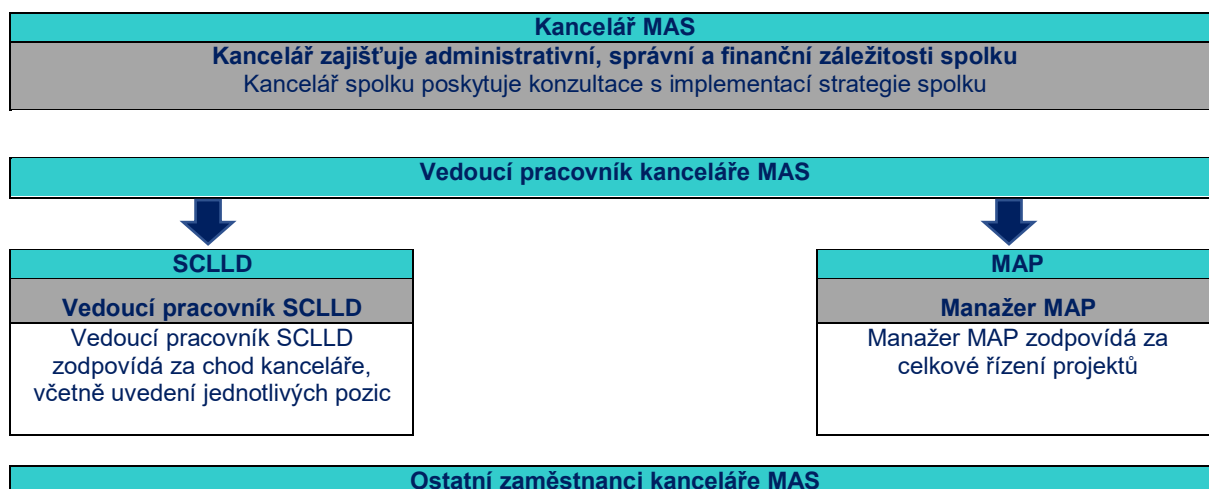 Kancelář MAS
Kancelář zajišťuje administrativní, správní a finanční záležitosti spolku
Kancelář spolku poskytuje konzultace s implementací strategie spolku
Vedoucí pracovník kanceláře MAS
SCLLD
Vedoucí pracovník SCLLD
Vedoucí pracovník SCLLD
zodpovídá za chod kanceláře,
včetně uvedení jednotlivých pozic
MAP
Manažer MAP
Manažer MAP zodpovídá za
celkové řízení projektů
Ostatní zaměstnanci kanceláře MAS